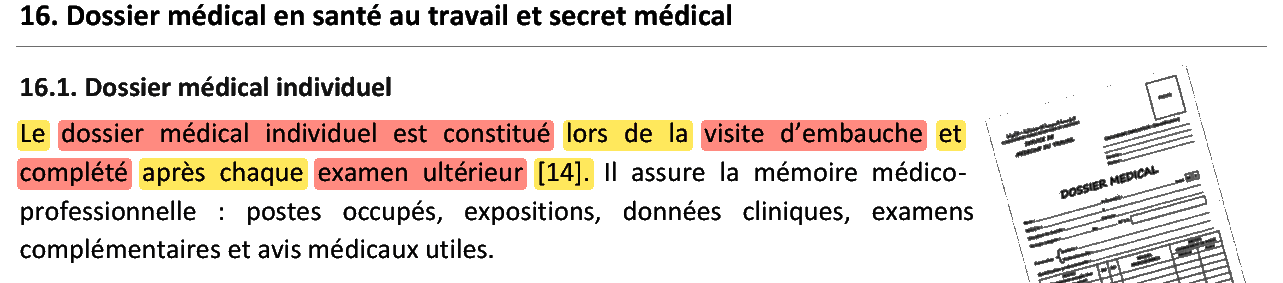 16. Dossier médical en santé au travail et secret médical
16.1. Dossier médical individuel
Le dossier médical individuel est constitué lors de la visite d’embauche et
complété après chaque examen ultérieur [14]. Il assure la mémoire médico-
professionnelle : postes occupés, expositions, données cliniques, examens
complémentaires et avis médicaux utiles.
DOSSIER MEDICAL